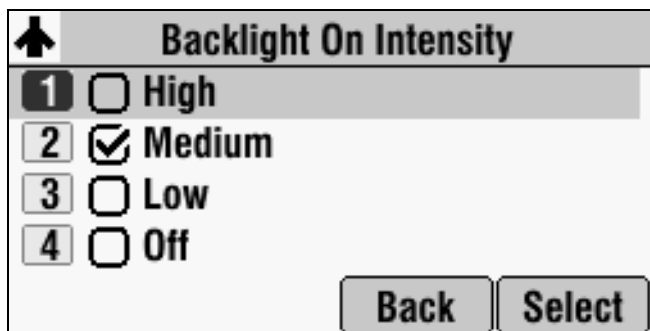 Backlight On Intensity
1 High
2 Medium
3 Low
4 Off
Back Select